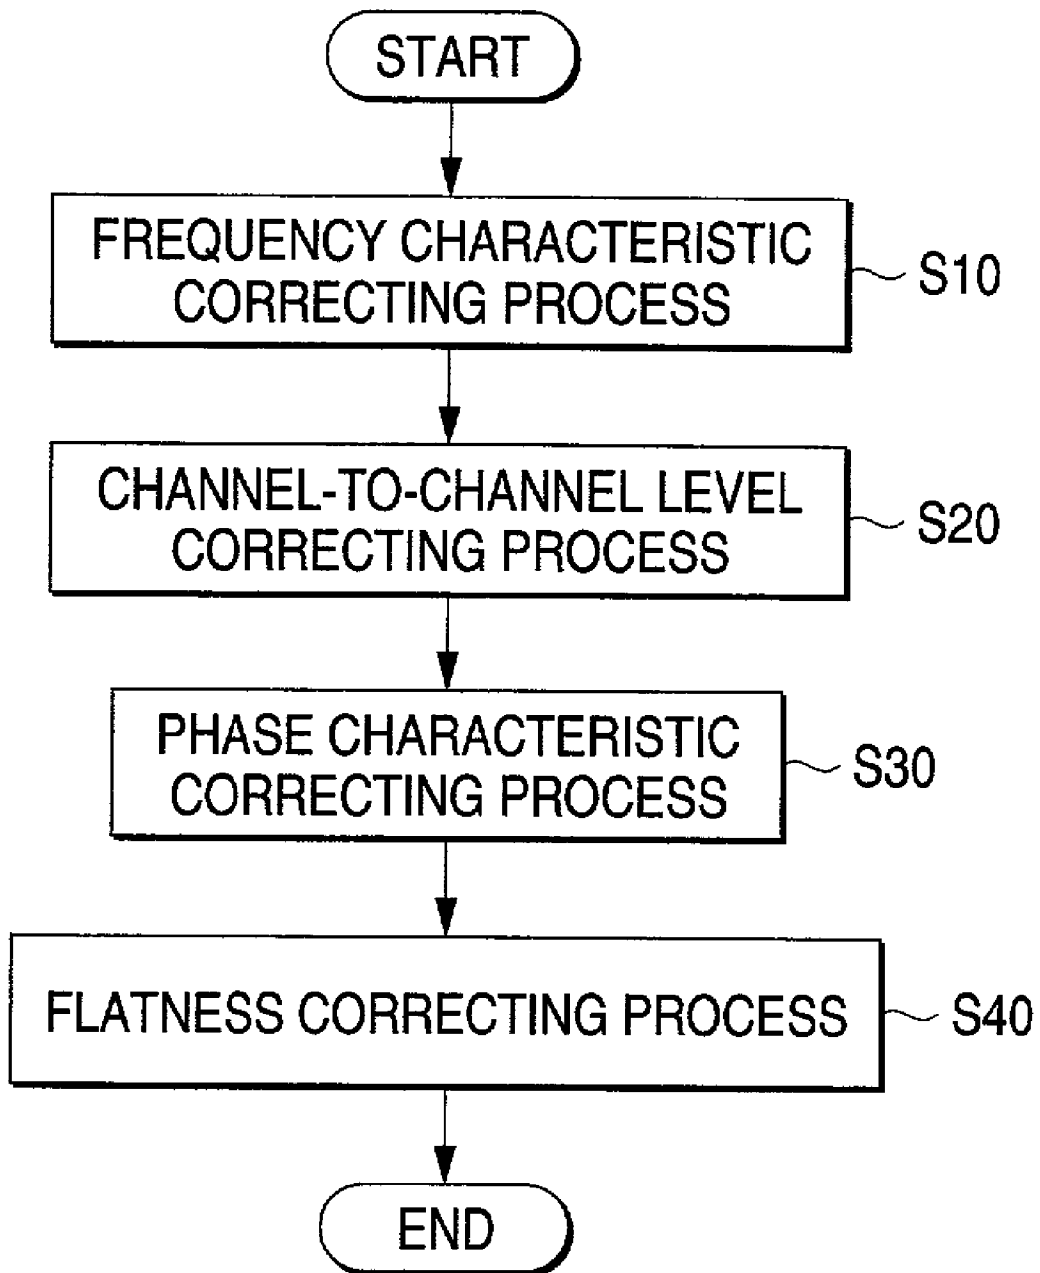 START
FREQUENCY CHARACTERISTIC
CORRECTING PROCESS
S10
CHANNEL-TO-CHANNEL LEVEL
CORRECTING PROCESS
S20
PHASE CHARACTERISTIC
CORRECTING PROCESS
S30
FLATNESS CORRECTING PROCESS
S40
END